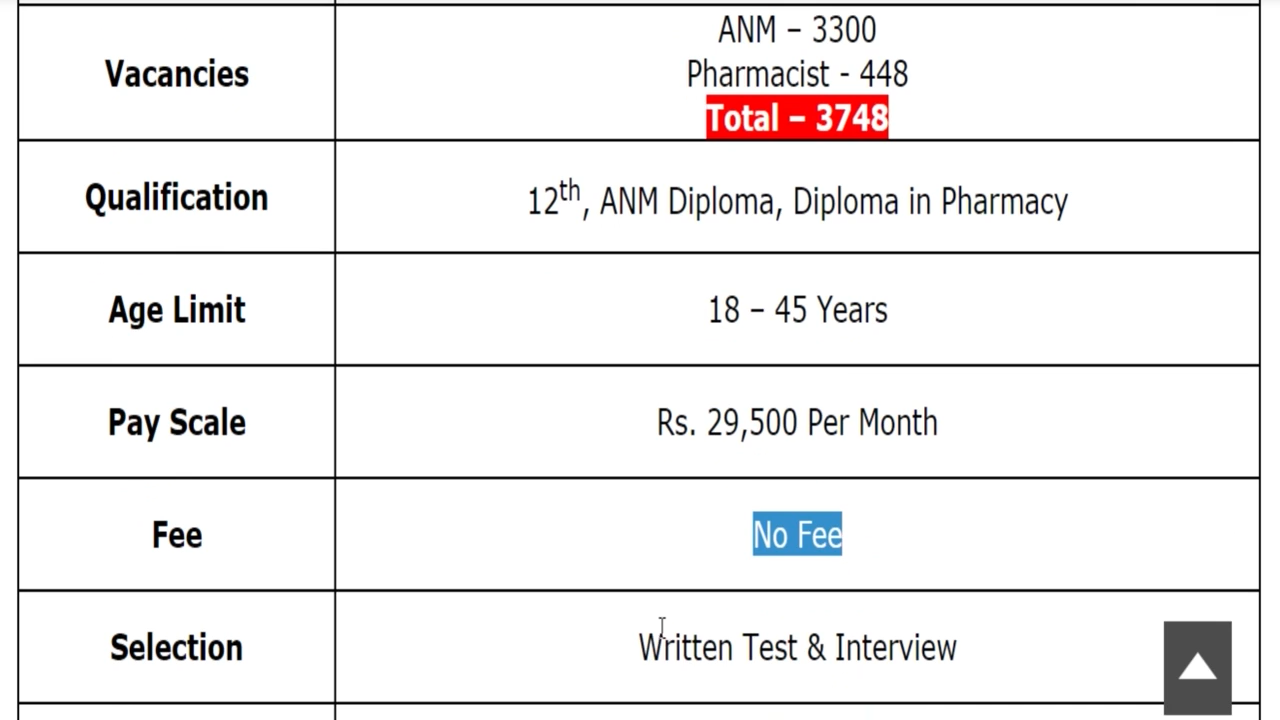 Vacancies
ANM – 3300
Pharmacist - 448
Total – 3748
Qualification
12th, ANM Diploma, Diploma in Pharmacy
Age Limit
18 – 45 Years
Pay Scale
Rs. 29,500 Per Month
Fee
No Fee
Selection
Written Test & Interview